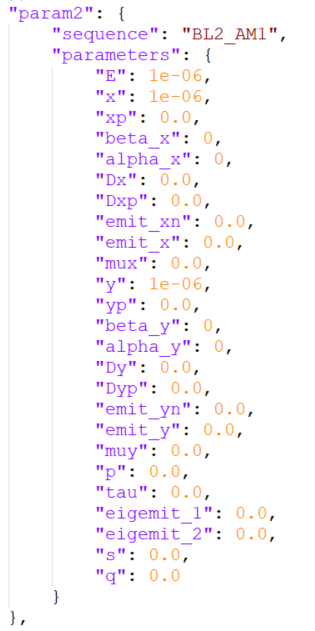 "param2": {
"sequence": "BL2_AM1",
"parameters": {
"E": 1e-06,
"x": 1e-06,
"xp": 0.0,
"beta_x": 0,
"alpha_x": 0,
"Dx": 0.0,
"Dxp": 0.0,
"emit_xn": 0.0,
"emit_x": 0.0,
"mux": 0.0,
"y": 1e-06,
"yp": 0.0,
"beta_y": 0,
"alpha_y": 0,
"Dy": 0.0,
"Dyp": 0.0,
"emit_yn": 0.0,
"emit_y": 0.0,
"muy": 0.0,
"p": 0.0,
"tau": 0.0,
"eigemit_1": 0.0,
"eigemit_2": 0.0,
"s": 0.0,
"q": 0.0
}
},